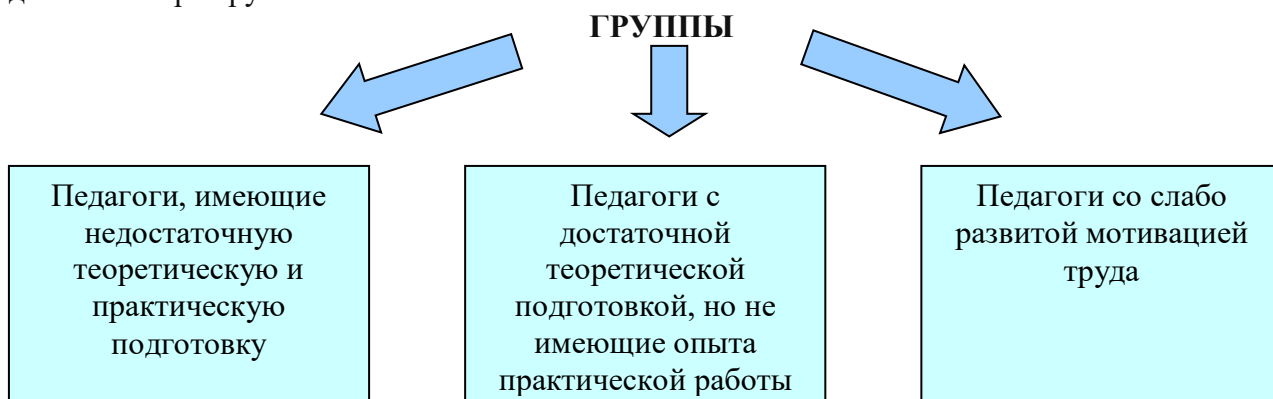 ГРУППЫ
Педагоги, имеющие
недостаточную
теоретическую и
практическую
подготовку
Педагоги с
достаточной
теоретической
подготовкой, но не
имеющие опыта
практической работы
Педагоги со слабо
развитой мотивацией
труда